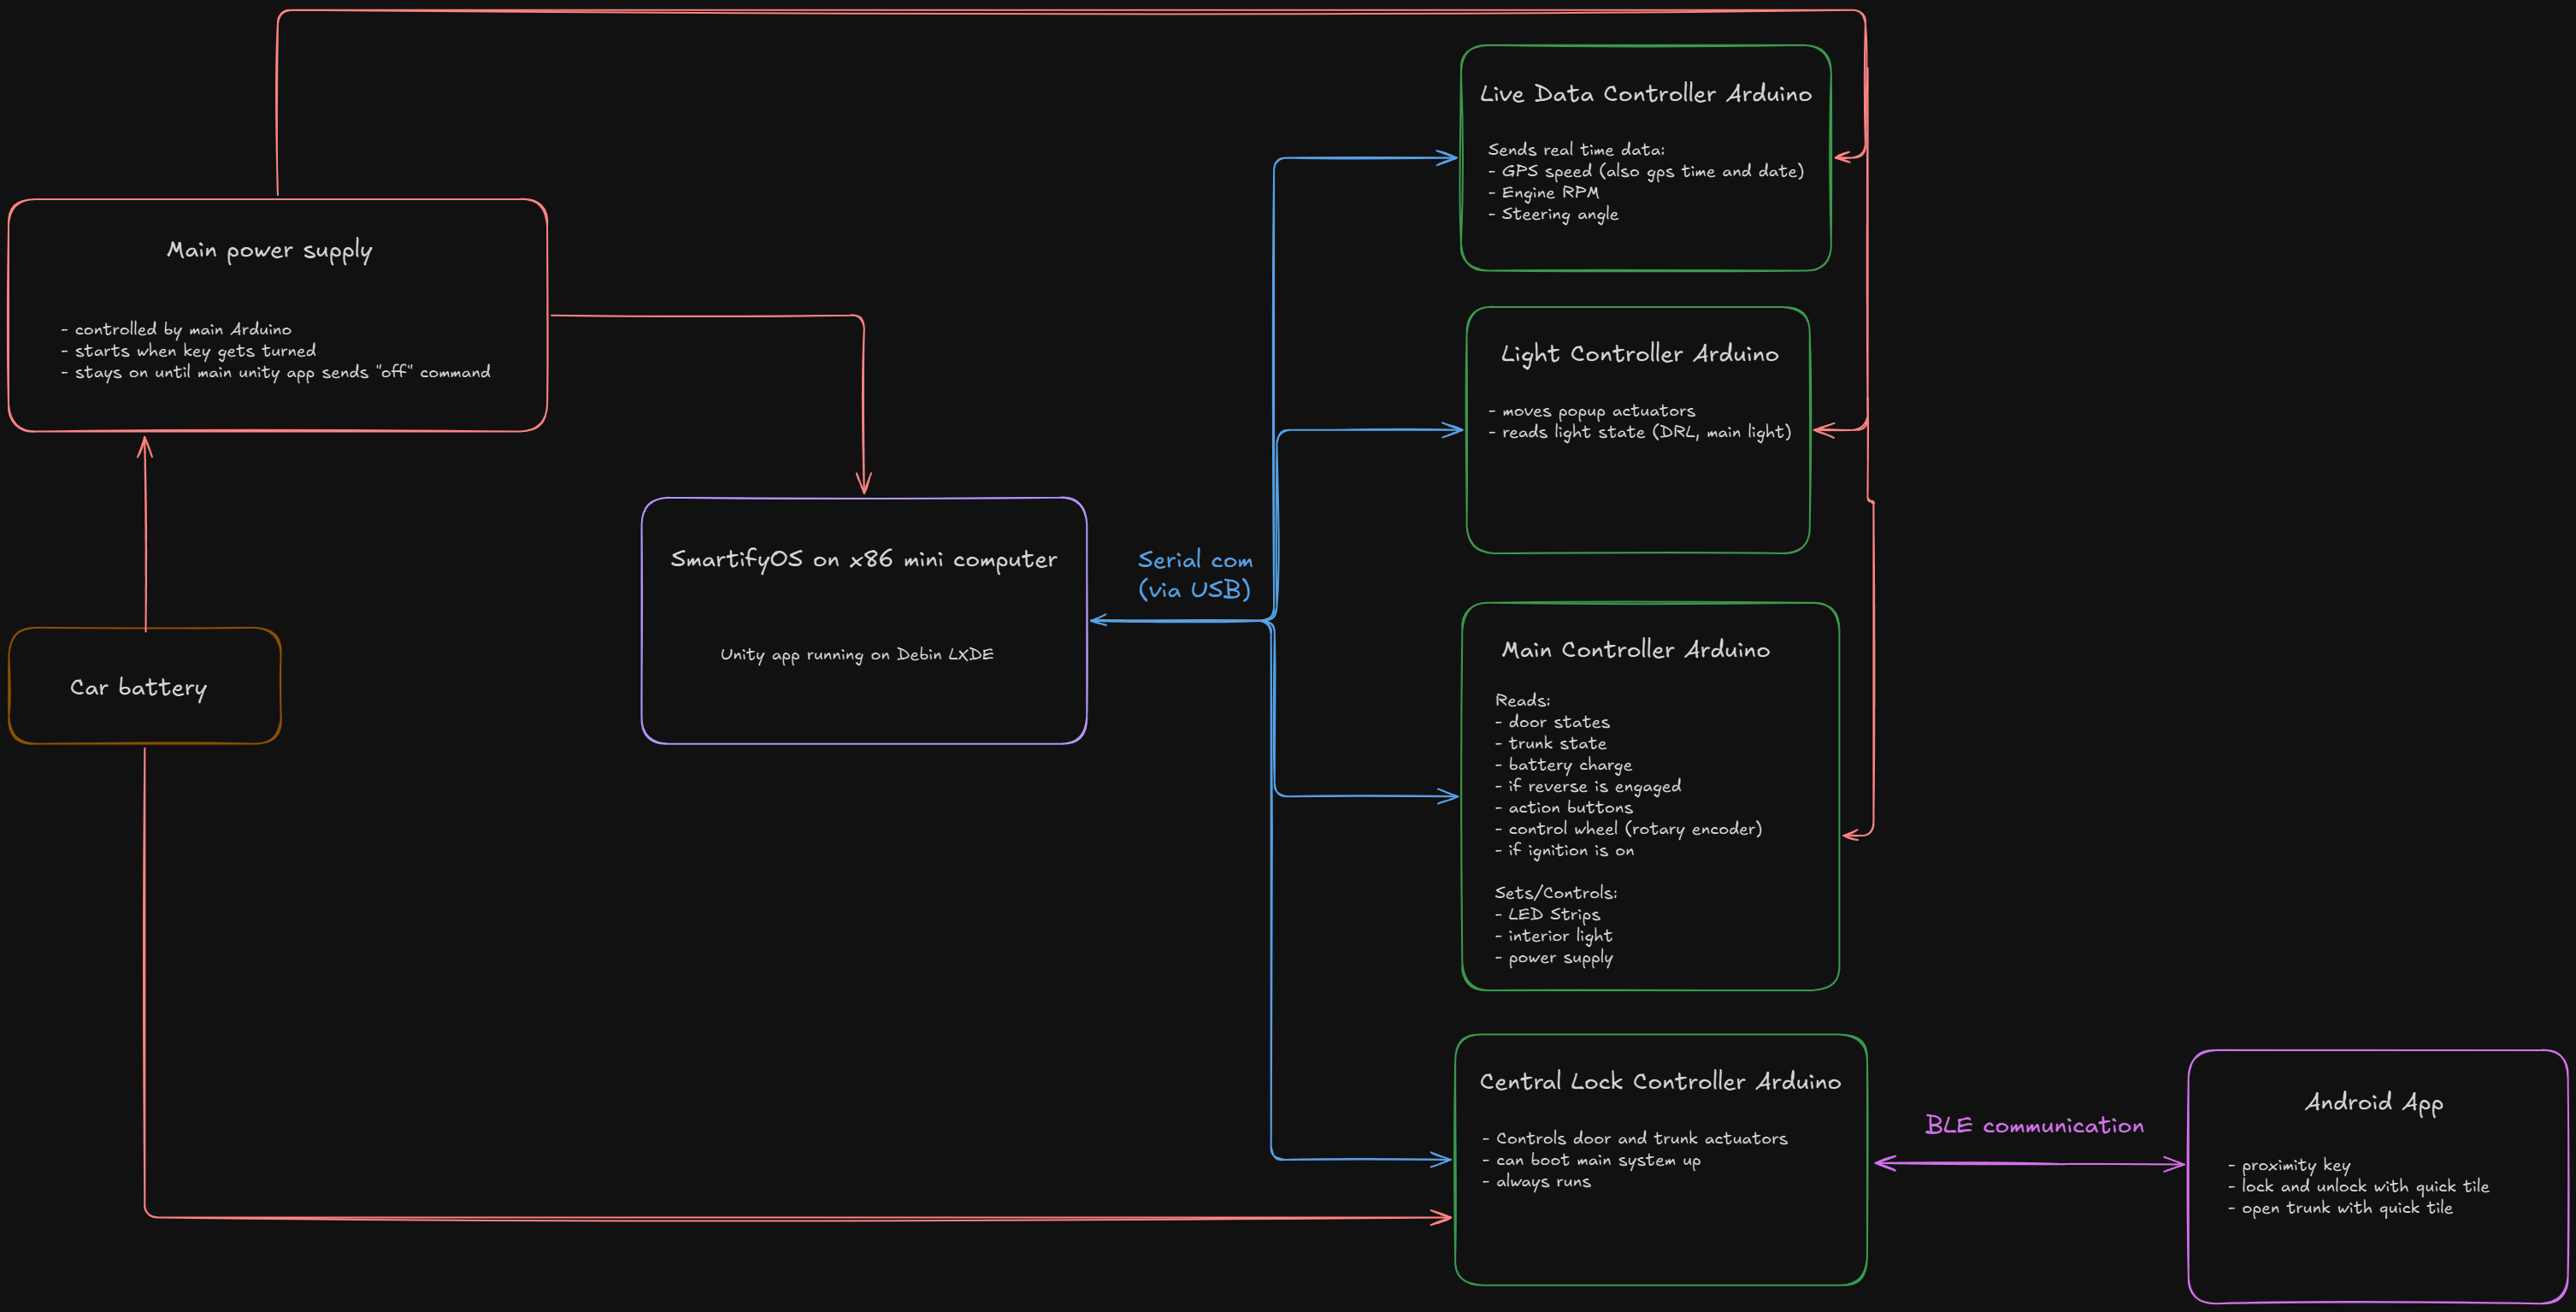 Main power supply
- controlled by main Arduino
- starts when key gets turned
- stays on until main unity app sends "off" command
Car battery
SmartifyOS on x86 mini computer
Unity app running on Debin LXDE
Serial com
(via USB)
Live Data Controller Arduino
Sends real time data:
- GPS speed (also gps time and date)
- Engine RPM
- Steering angle
Light Controller Arduino
- moves popup actuators
- reads light state (DRL, main light)
Main Controller Arduino
Reads:
- door states
- trunk state
- battery charge
- if reverse is engaged
- action buttons
- control wheel (rotary encoder)
- if ignition is on
Sets/Controls:
- LED Strips
- interior light
- power supply
Central Lock Controller Arduino
- Controls door and trunk actuators
- can boot main system up
- always runs
BLE communication
Android App
- proximity key
- lock and unlock with quick tile
- open trunk with quick tile